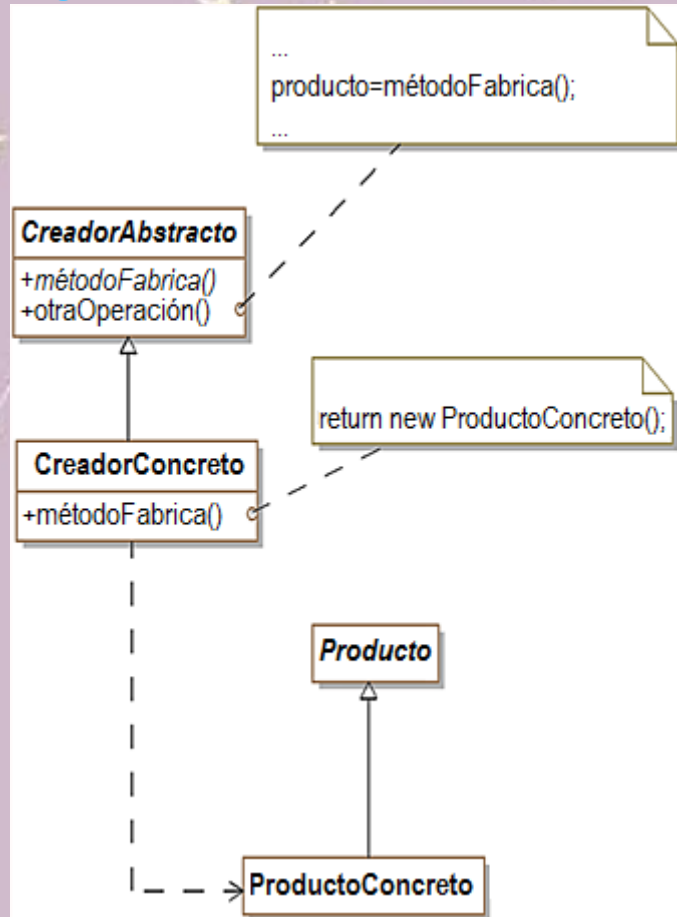 ...
producto=métodoFabrica();
...
CreadorAbstracto
+métodoFabrica()
+otraOperación()
return new ProductoConcreto();
CreadorConcreto
+métodoFabrica()
Producto
ProductoConcreto